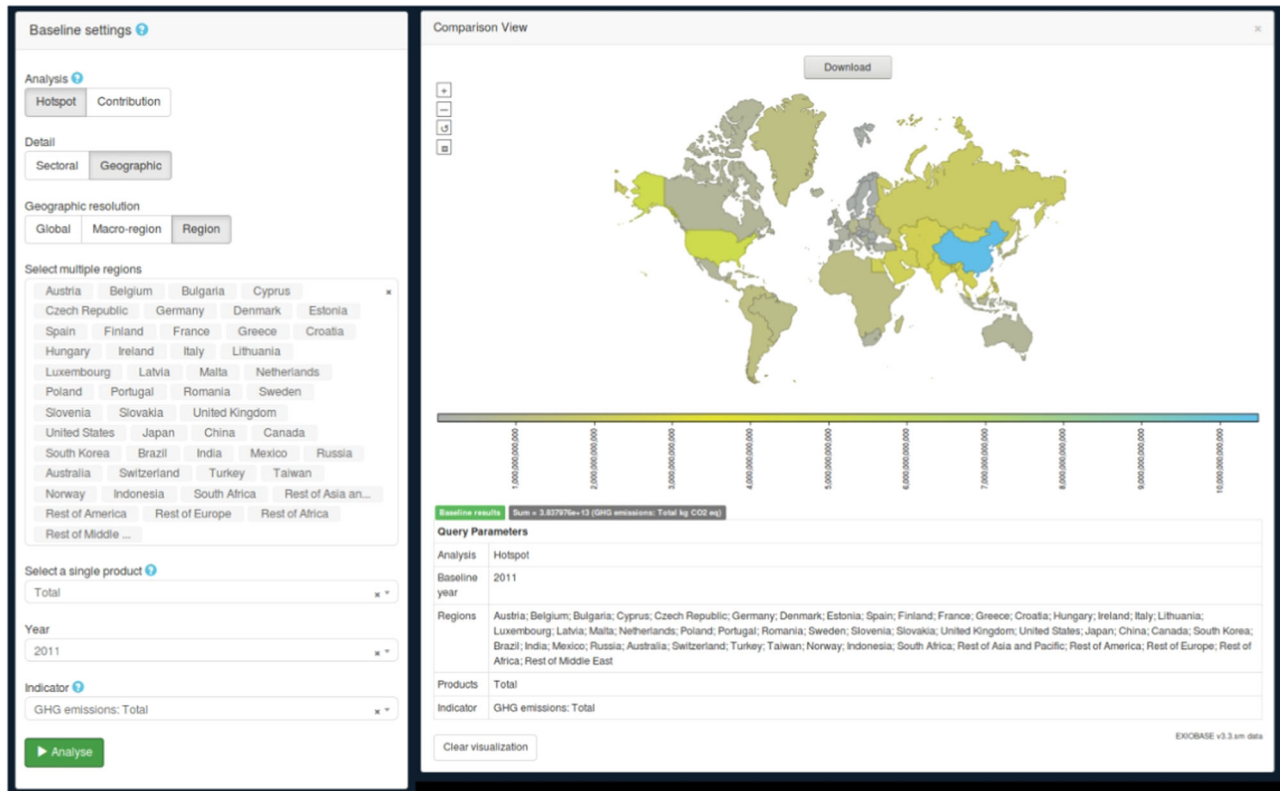 Baseline settings ?
Analysis ?
Hotspot Contribution
Detail
Sectoral Geographic
Geographic resolution
Global Macro-region Region
Select multiple regions
Austria Belgium Bulgaria Cyprus ×
Czech Republic Germany Denmark Estonia
Spain Finland France Greece Croatia
Hungary Ireland Italy Lithuania
Luxembourg Latvia Malta Netherlands
Poland Portugal Romania Sweden
Slovenia Slovakia United Kingdom
United States Japan China Canada
South Korea Brazil India Mexico Russia
Australia Switzerland Turkey Taiwan
Norway Indonesia South Africa Rest of Asia an...
Rest of America Rest of Europe Rest of Africa
Rest of Middle ...
Select a single product ?
Total ×
Year
2011 ×
Indicator ?
GHG emissions: Total ×
Analyse
Comparison View ×
Download
1,000,000,000,000
2,000,000,000,000
3,000,000,000,000
4,000,000,000,000
5,000,000,000,000
6,000,000,000,000
7,000,000,000,000
8,000,000,000,000
9,000,000,000,000
10,000,000,000,000
Baseline results Sum = 3.837976e+13 (GHG emissions: Total kg CO2 eq)
Query Parameters
Analysis Hotspot
Baseline year 2011
Regions Austria; Belgium; Bulgaria; Cyprus; Czech Republic; Germany; Denmark; Estonia; Spain; Finland; France; Greece; Croatia; Hungary; Ireland; Italy; Lithuania;
Luxembourg; Latvia; Malta; Netherlands; Poland; Portugal; Romania; Sweden; Slovenia; Slovakia; United Kingdom; United States; Japan; China; Canada; South Korea;
Brazil; India; Mexico; Russia; Australia; Switzerland; Turkey; Taiwan; Norway; Indonesia; South Africa; Rest of Asia and Pacific; Rest of America; Rest of Europe; Rest of
Africa; Rest of Middle East
Products Total
Indicator GHG emissions: Total
Clear visualization
EXIOBASE v3.3.sm data